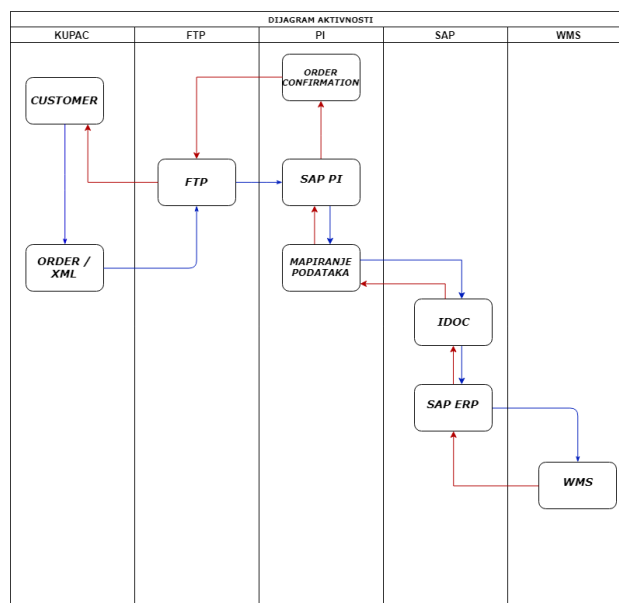 DIJAGRAM AKTIVNOSTI
KUPAC
FTP
PI
SAP
WMS
ORDER
CONFIRMATION
CUSTOMER
FTP
SAP PI
ORDER /
XML
MAPIRANJE
PODATAKA
IDOC
SAP ERP
WMS